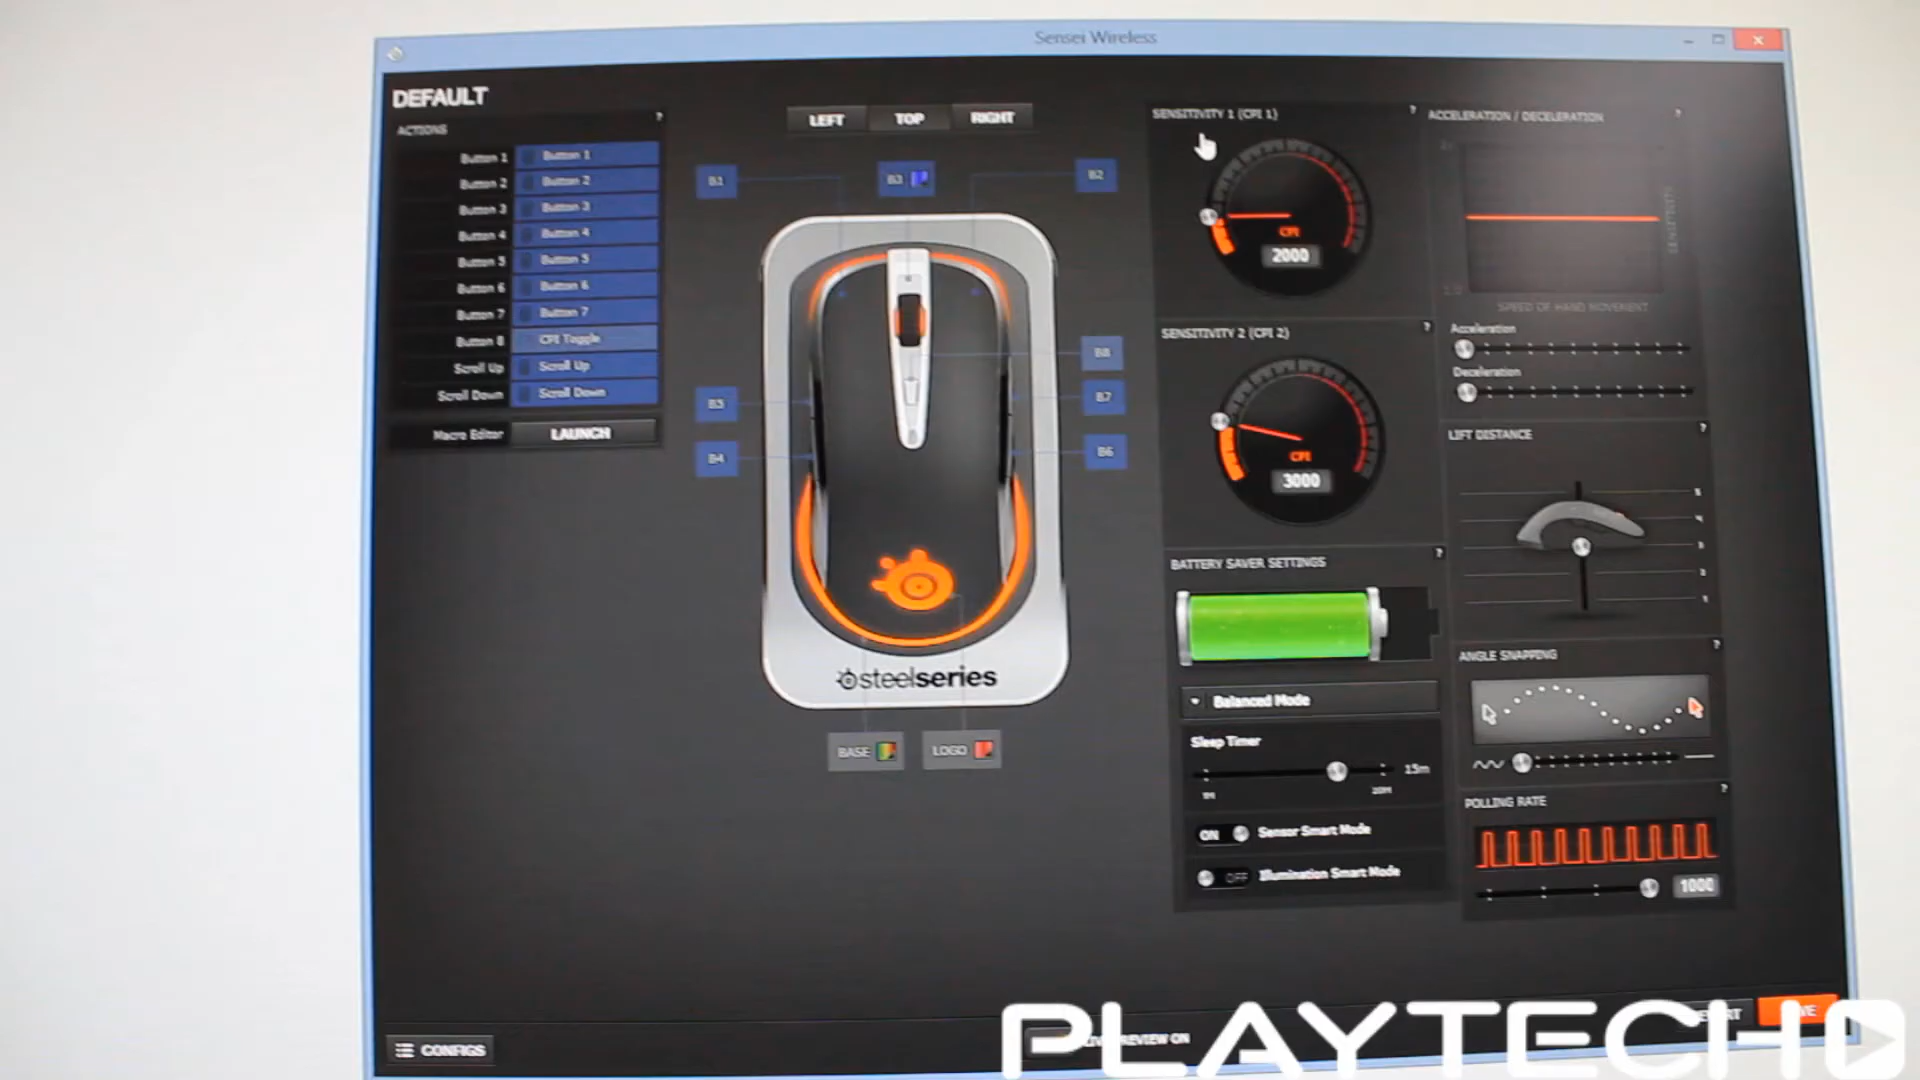 Sensei Wireless
DEFAULT
ACTIONS
?
Button 1 Button 1
Button 2 Button 2
Button 3 Button 3
Button 4 Button 4
Button 5 Button 5
Button 6 Button 6
Button 7 Button 7
Button 8 CPI Toggle
Scroll Up Scroll Up
Scroll Down Scroll Down
Macro Editor LAUNCH
LEFT TOP RIGHT
B1 B3 B2
B8
B5 B7
B4 B6
steelseries
BASE LOGO
SENSITIVITY 1 (CPI 1) ?
CPI
2000
SENSITIVITY 2 (CPI 2) ?
CPI
3000
BATTERY SAVER SETTINGS ?
Balanced Mode
Sleep Timer
15m
20M
ON Sensor Smart Mode
OFF Illumination Smart Mode
ACCELERATION / DECELERATION ?
SENSITIVITY
SPEED OF HAND MOVEMENT
Acceleration
Deceleration
LIFT DISTANCE ?
ANGLE SNAPPING ?
POLLING RATE ?
1000
CONFIGS
PREVIEW ON
PLAYTECH